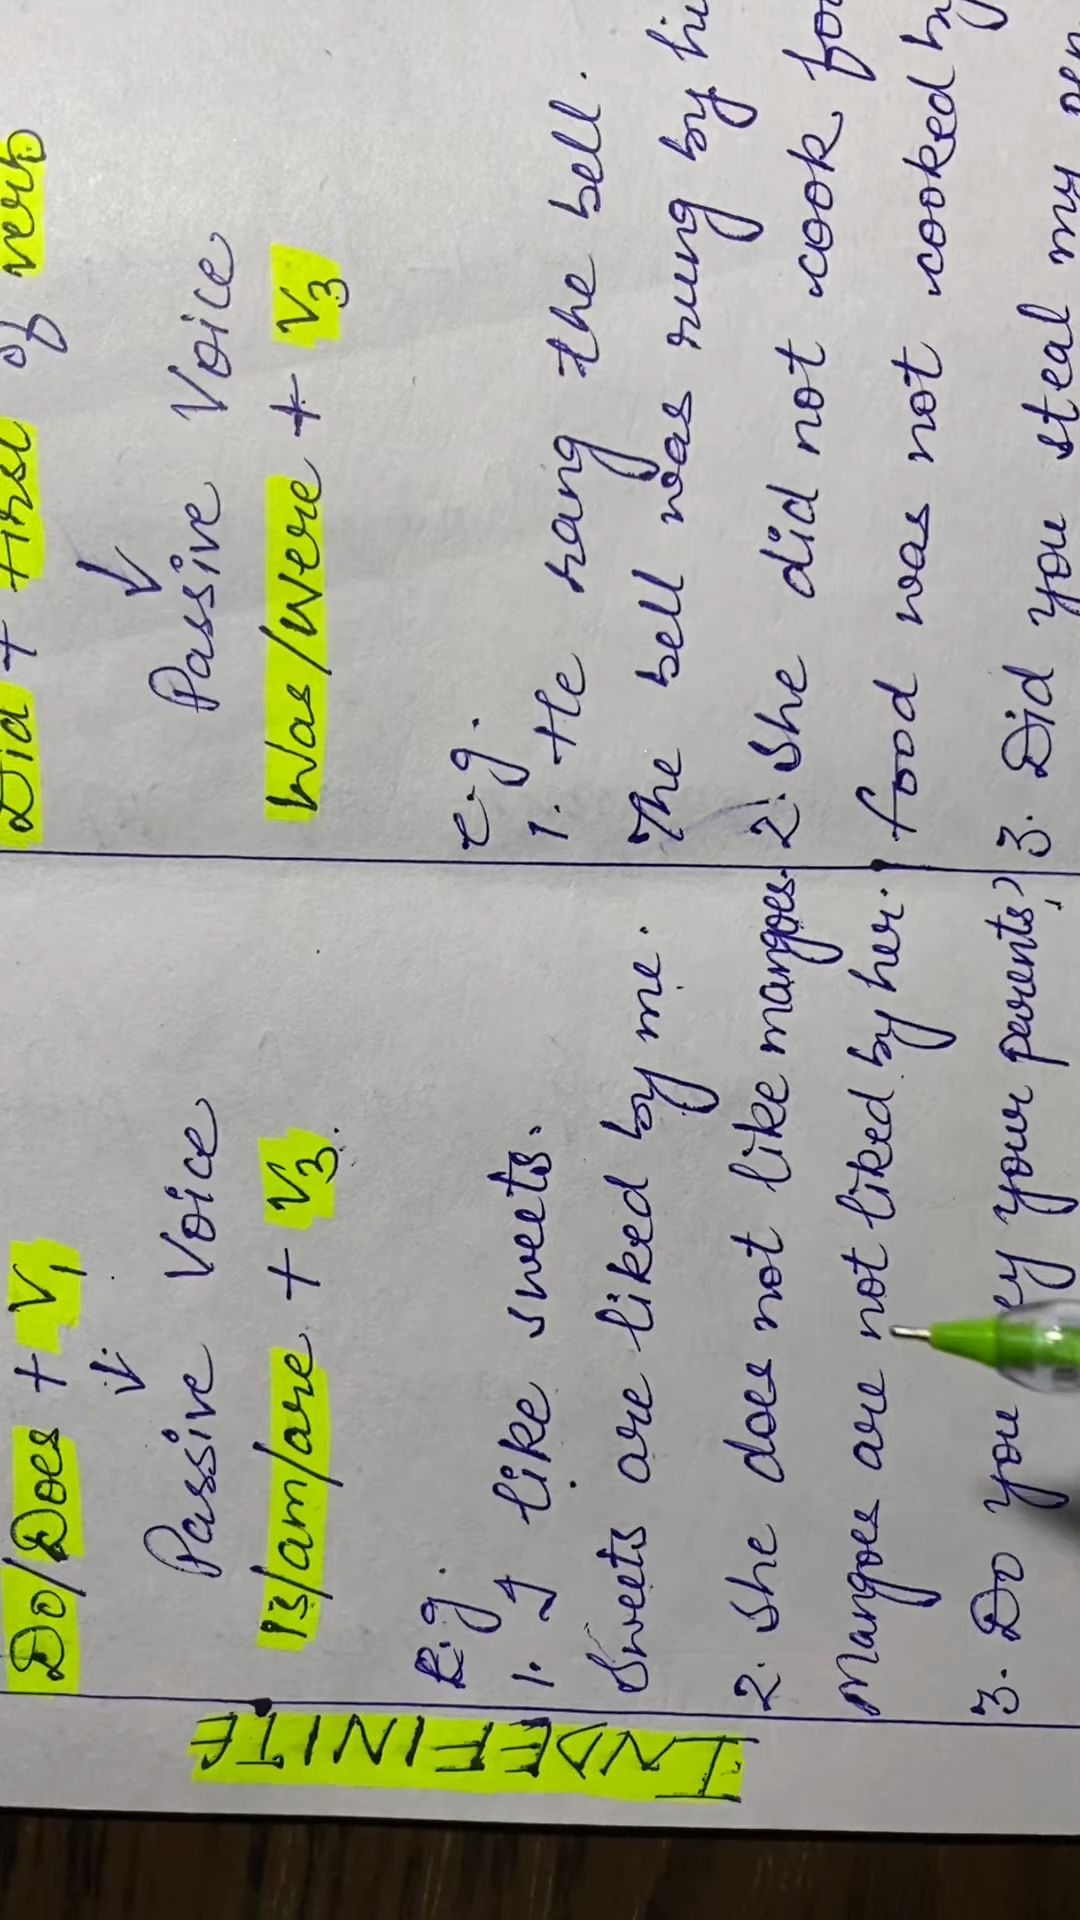 INDEFINITE
Do/Does + V1
↓
Passive Voice
is/am/are + V3.
E.g.
1. I like sweets.
Sweets are liked by me.
2. She does not like mangoes.
Mangoes are not liked by her.
3. Do you your parents?
Did + First of verb
↓
Passive Voice
Was/Were + V3
e.g.
1. He rang the bell.
The bell was rung by
2. She did not cook
food was not cooked
3. Did you steal my